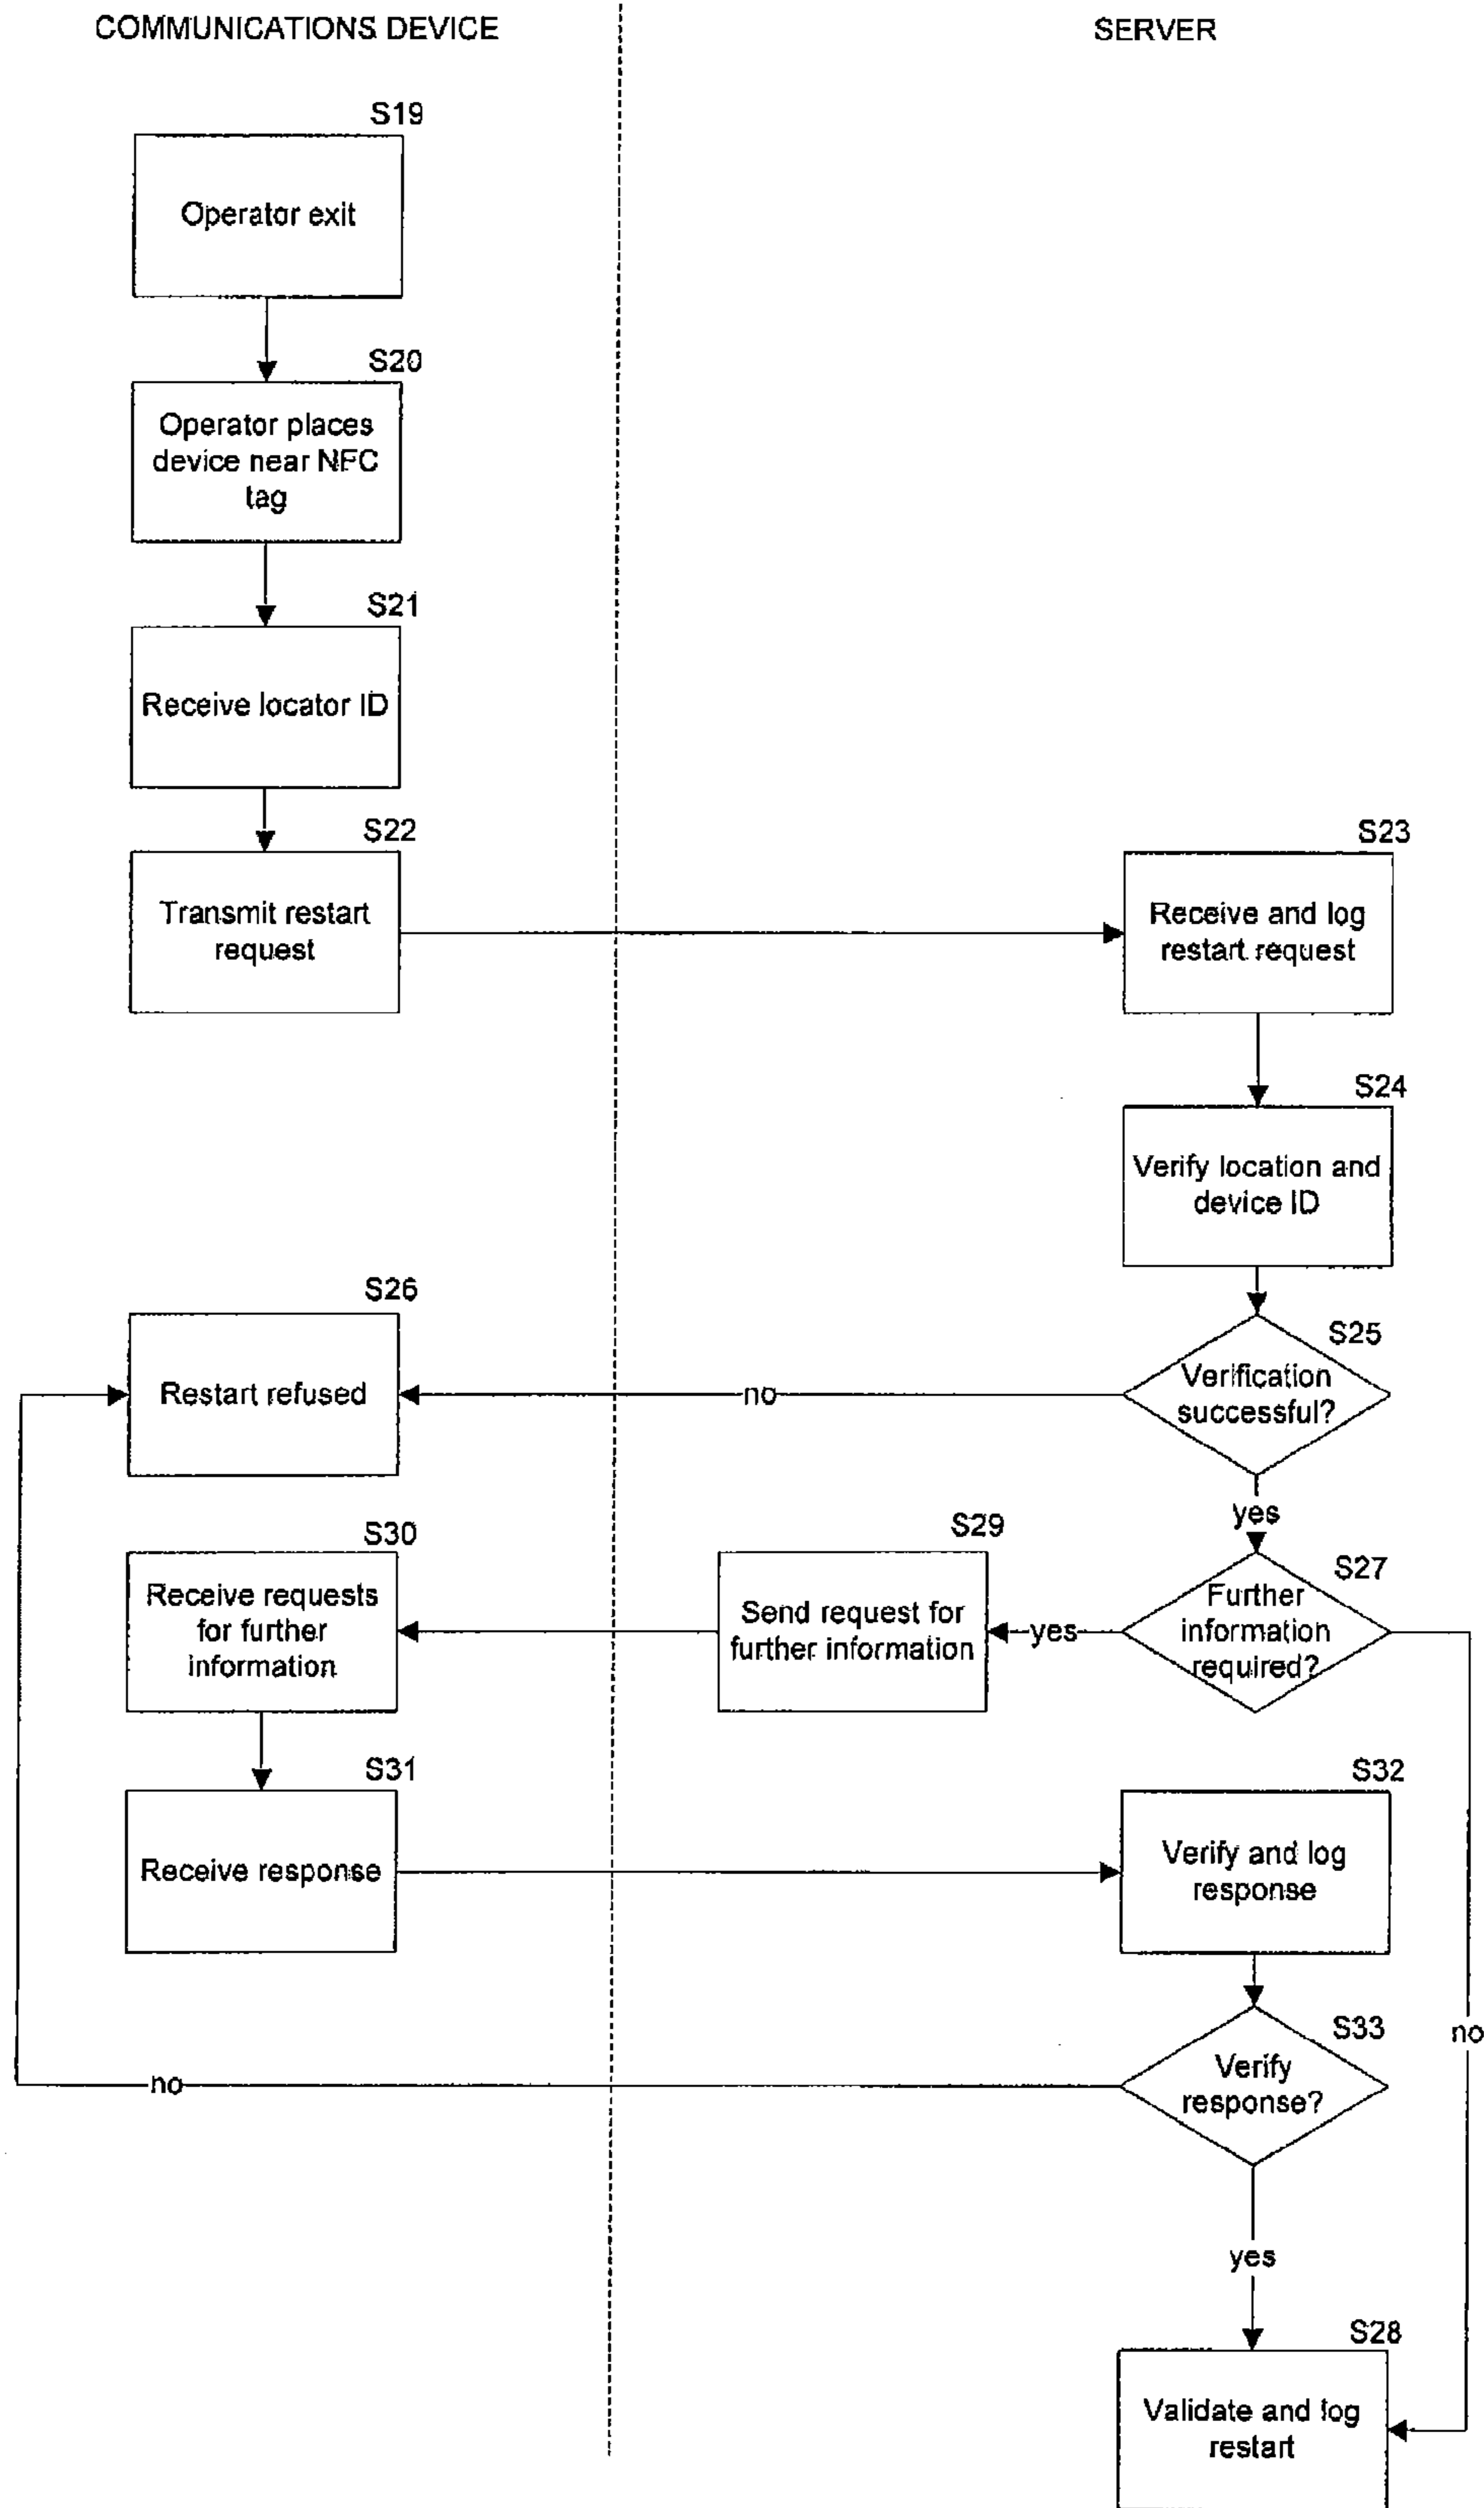 COMMUNICATIONS DEVICE
SERVER
S19
Operator exit
S20
Operator places
device near NFC
tag
S21
Receive locator ID
S22
Transmit restart
request
S23
Receive and log
restart request
S24
Verify location and
device ID
S25
Verification
successful?
no
S26
Restart refused
yes
S27
Further
information
required?
yes
no
S29
Send request for
further information
S30
Receive requests
for further
information
S31
Receive response
S32
Verify and log
response
S33
Verify
response?
no
yes
S28
Validate and log
restart